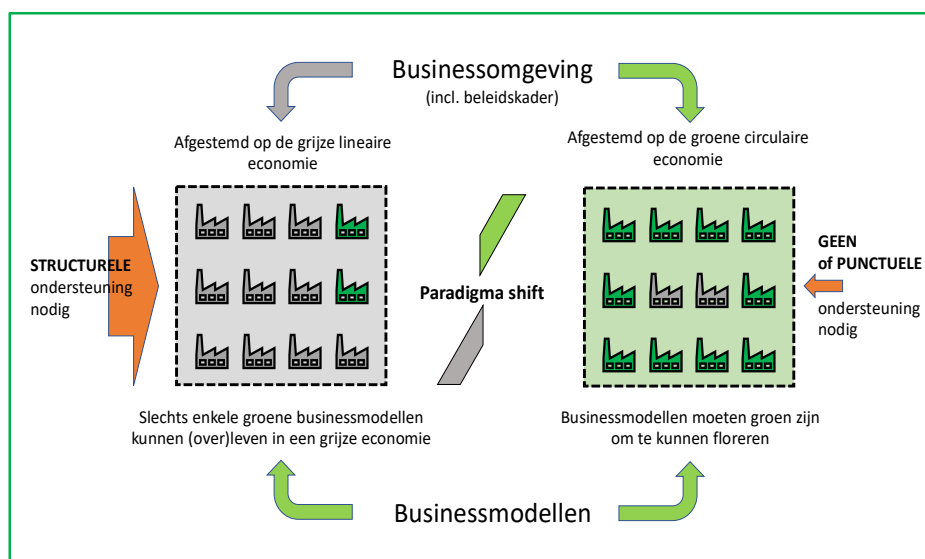 Businessomgeving
(incl. beleidskader)
Afgestemd op de grijze lineaire
economie
Afgestemd op de groene circulaire
economie
STRUCTURELE
ondersteuning
nodig
Paradigma shift
GEEN
of PUNCTUELE
ondersteuning
nodig
Slechts enkele groene businessmodellen
kunnen (over)leven in een grijze economie
Businessmodellen moeten groen zijn
om te kunnen floreren
Businessmodellen